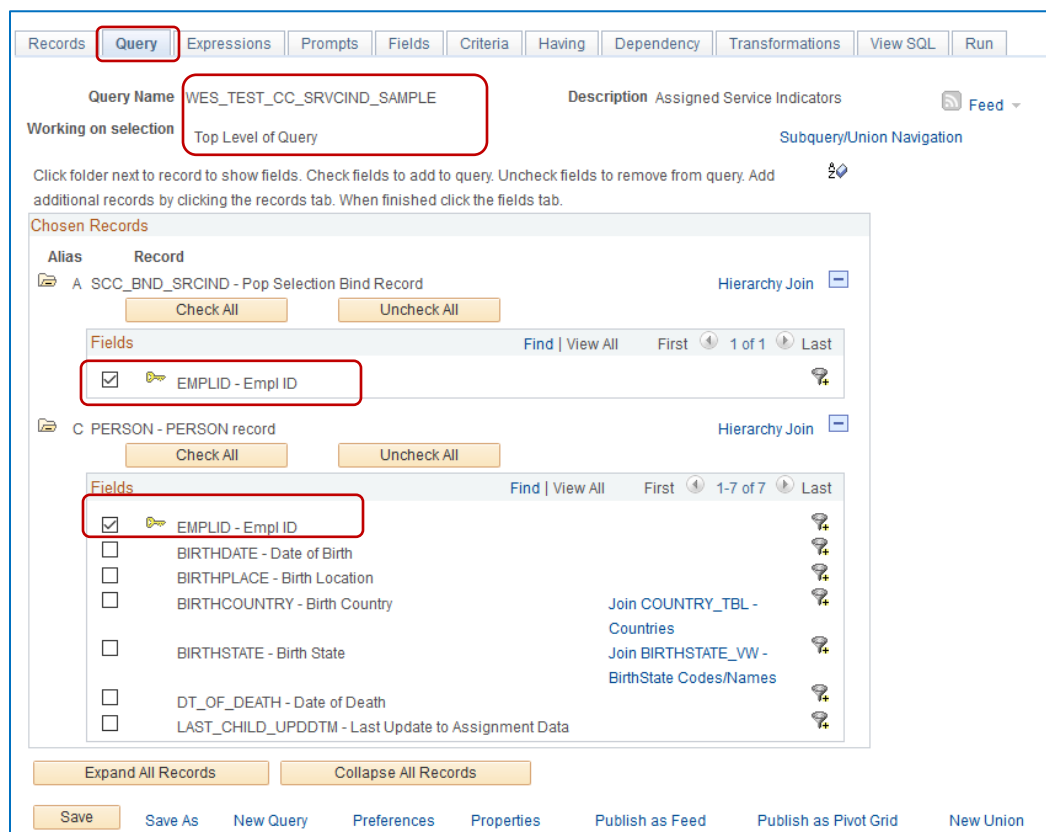 Records Query Expressions Prompts Fields Criteria Having Dependency Transformations View SQL Run
Query Name WES_TEST_CC_SRVCIND_SAMPLE Description Assigned Service Indicators Feed
Working on selection Top Level of Query Subquery/Union Navigation
Click folder next to record to show fields. Check fields to add to query. Uncheck fields to remove from query. Add
additional records by clicking the records tab. When finished click the fields tab.
Chosen Records
Alias Record
A SCC_BND_SRCIND - Pop Selection Bind Record Hierarchy Join
Check All Uncheck All
Fields Find | View All First 1 of 1 Last
EMPLID - Empl ID
C PERSON - PERSON record Hierarchy Join
Check All Uncheck All
Fields Find | View All First 1-7 of 7 Last
EMPLID - Empl ID
BIRTHDATE - Date of Birth
BIRTHPLACE - Birth Location
BIRTHCOUNTRY - Birth Country Join COUNTRY_TBL -
Countries
BIRTHSTATE - Birth State Join BIRTHSTATE_VW -
BirthState Codes/Names
DT_OF_DEATH - Date of Death
LAST_CHILD_UPDDTM - Last Update to Assignment Data
Expand All Records Collapse All Records
Save Save As New Query Preferences Properties Publish as Feed Publish as Pivot Grid New Union